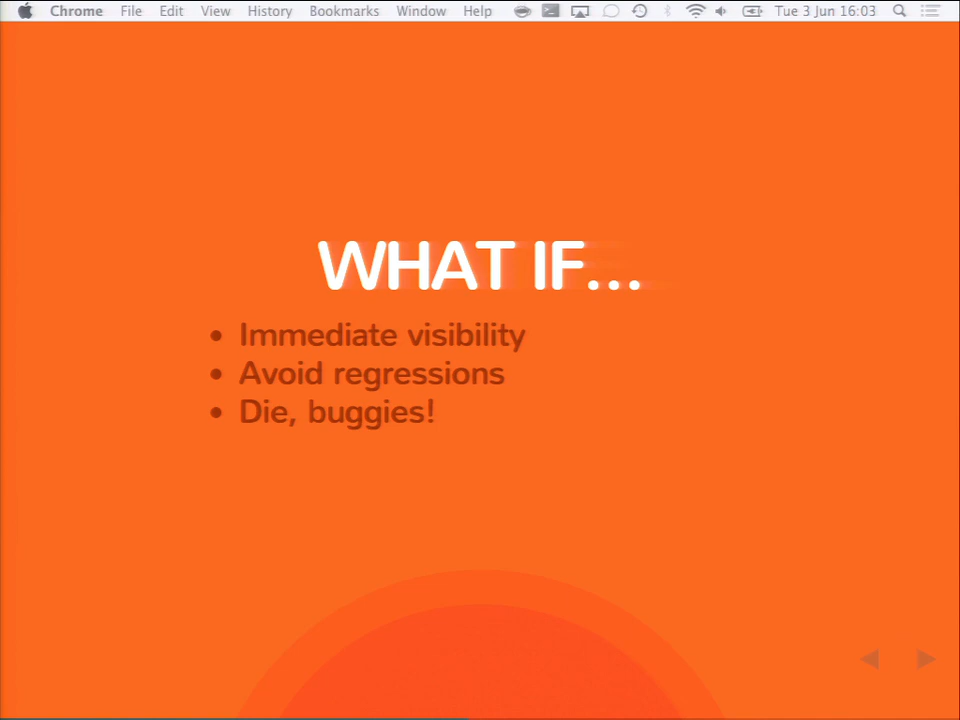 Chrome File Edit View History Bookmarks Window Help Tue 3 Jun 16:03
WHAT IF...
• Immediate visibility
• Avoid regressions
• Die, buggies!